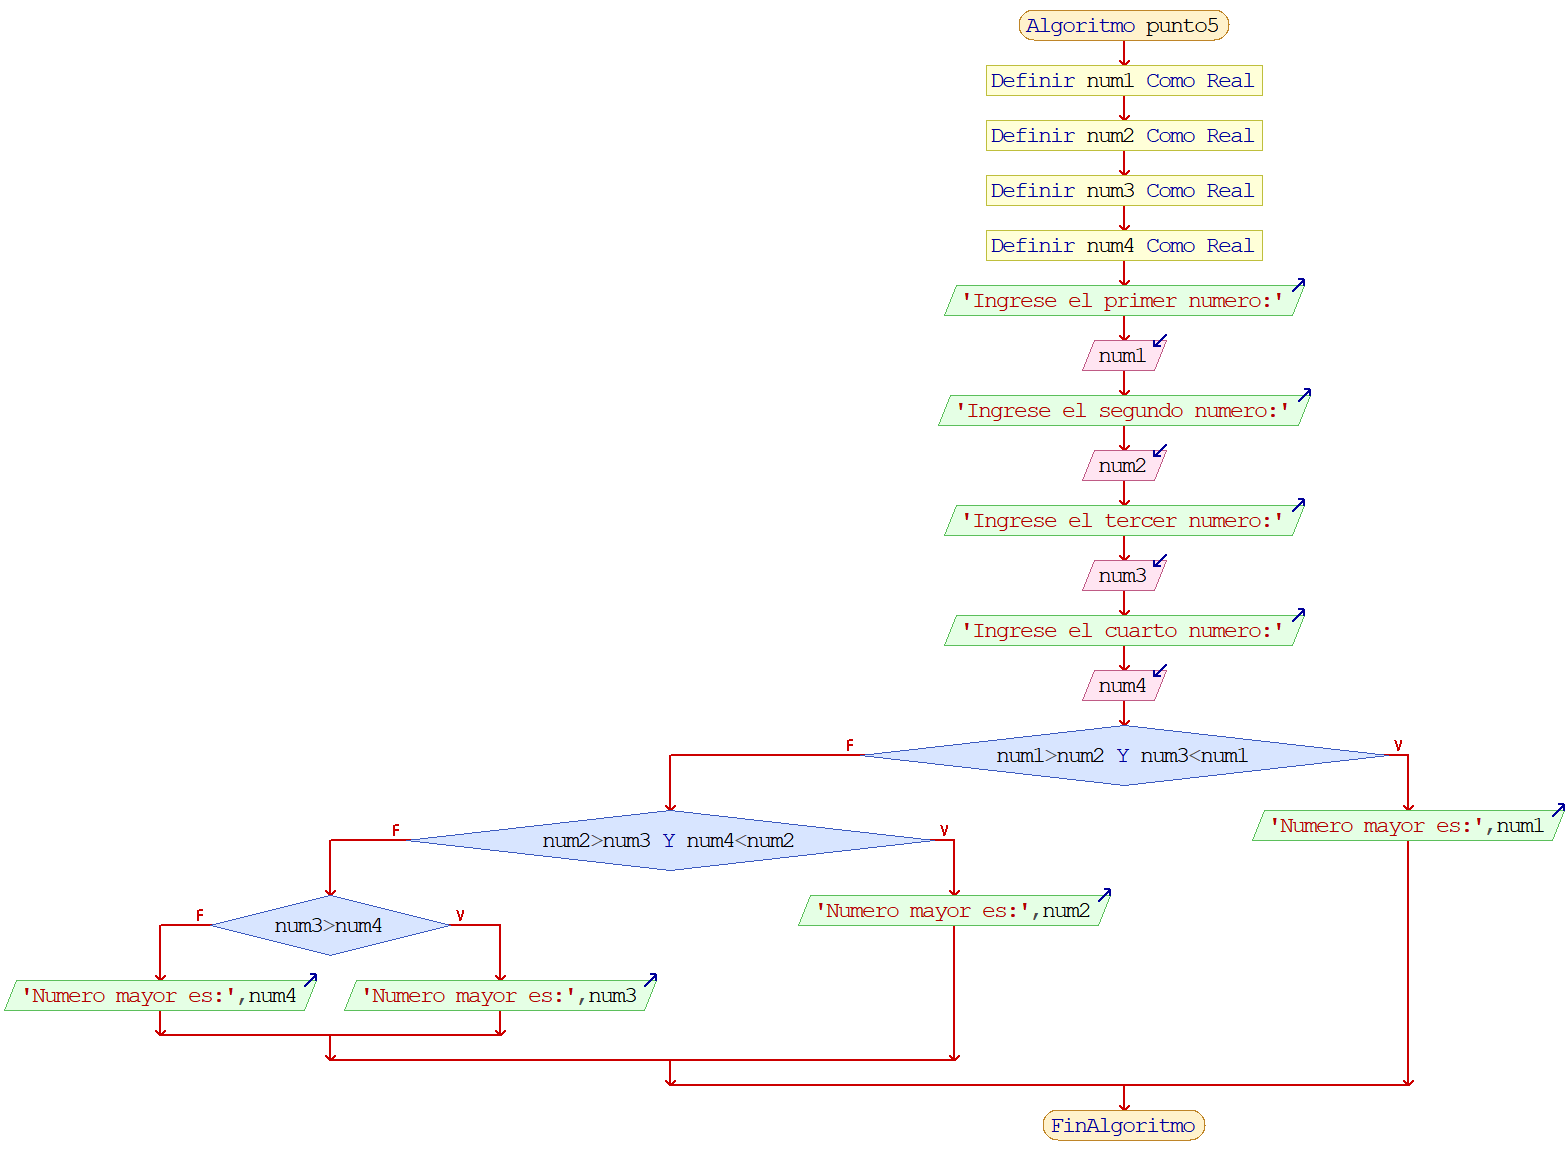 Algoritmo punto5
Definir num1 Como Real
Definir num2 Como Real
Definir num3 Como Real
Definir num4 Como Real
'Ingrese el primer numero:'
num1
'Ingrese el segundo numero:'
num2
'Ingrese el tercer numero:'
num3
'Ingrese el cuarto numero:'
num4
F
V
num1>num2 Y num3<num1
'Numero mayor es:',num1
F
V
num2>num3 Y num4<num2
'Numero mayor es:',num2
F
V
num3>num4
'Numero mayor es:',num4
'Numero mayor es:',num3
FinAlgoritmo